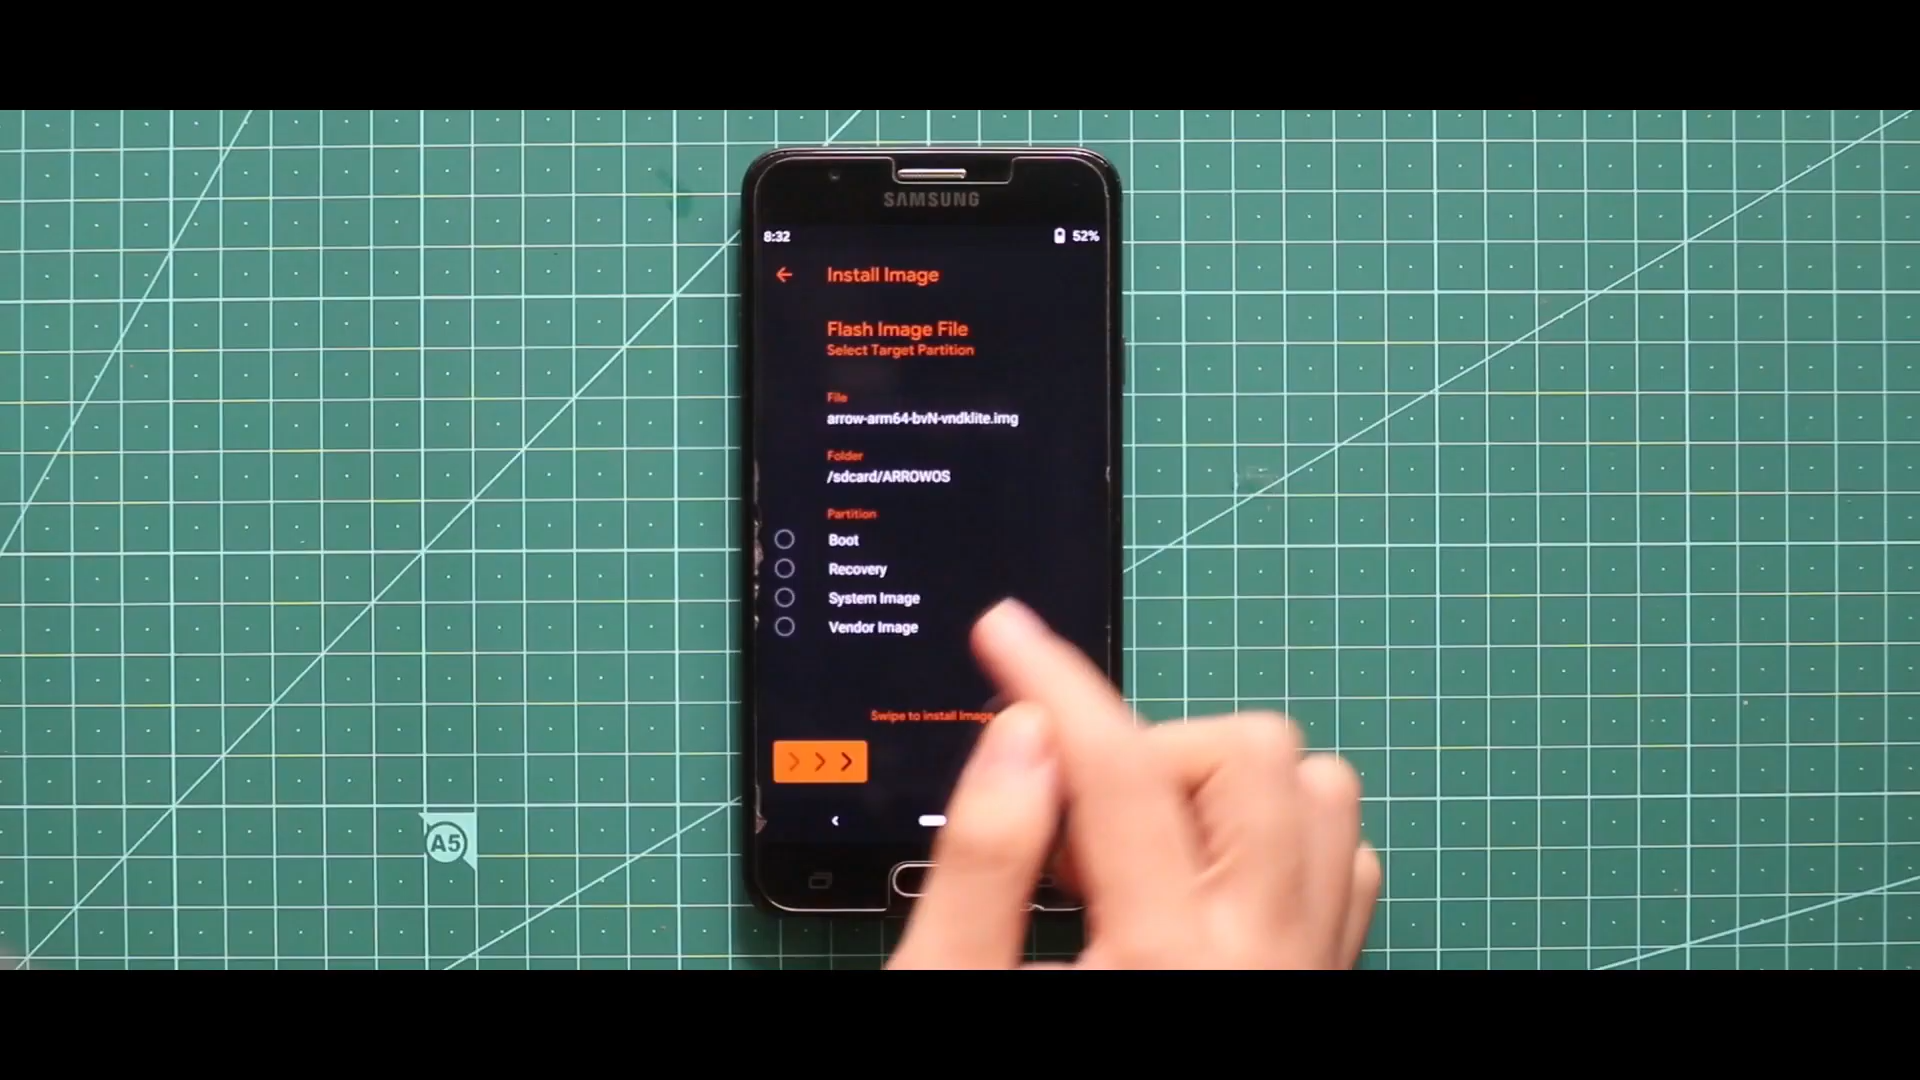 SAMSUNG
8:32
52%
Install Image
Flash Image File
Select Target Partition
File
arrow-arm64-bvN-vndklite.img
Folder
/sdcard/ARROWOS
Partition
Boot
Recovery
System Image
Vendor Image
Swipe to install Image
A5